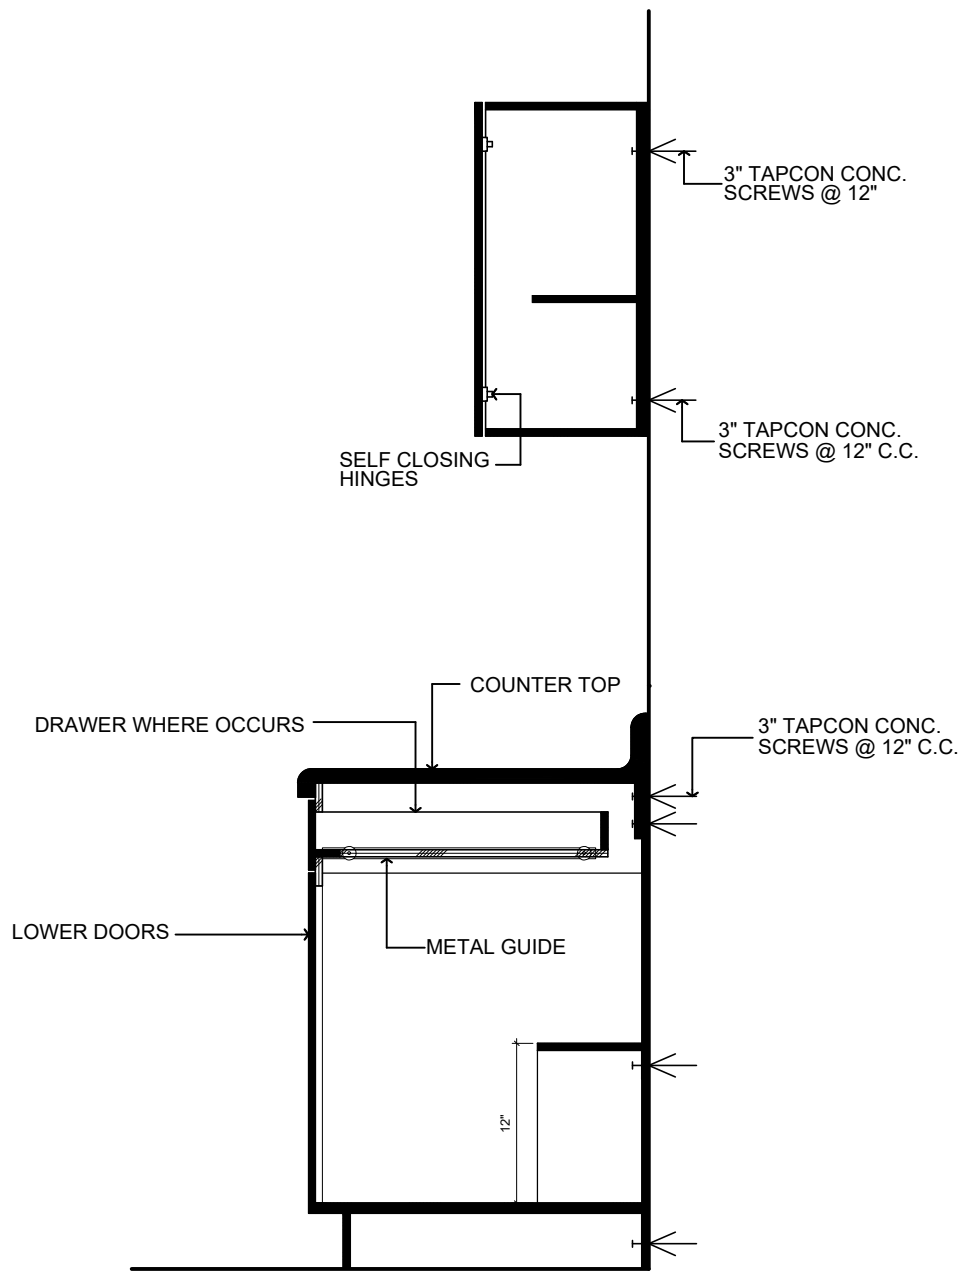 3" TAPCON CONC.
SCREWS @ 12"
3" TAPCON CONC.
SCREWS @ 12" C.C.
SELF CLOSING
HINGES
COUNTER TOP
DRAWER WHERE OCCURS
3" TAPCON CONC.
SCREWS @ 12" C.C.
LOWER DOORS
METAL GUIDE
12"